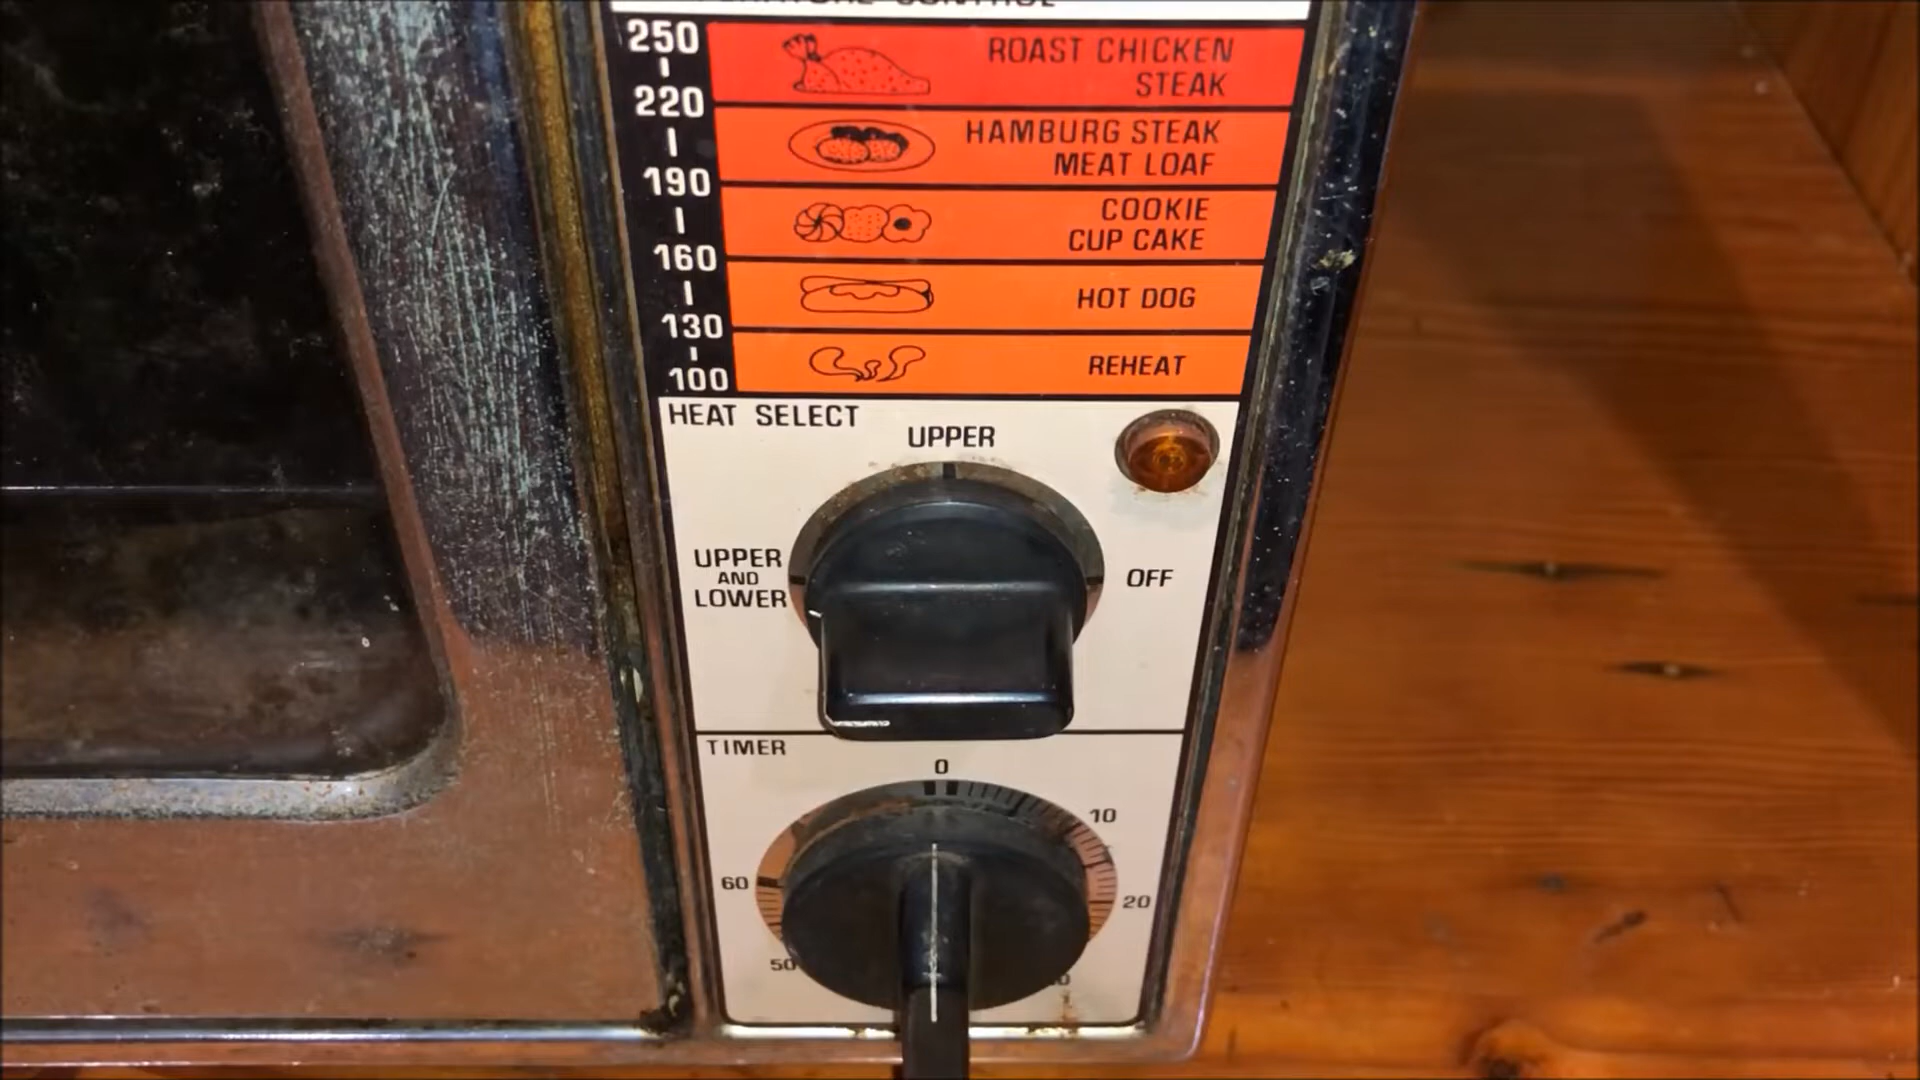 CONTROL
250
ROAST CHICKEN
STEAK
220
HAMBURG STEAK
MEAT LOAF
190
COOKIE
CUP CAKE
160
HOT DOG
130
REHEAT
100
HEAT SELECT
UPPER
UPPER
AND
LOWER
OFF
TIMER
0
10
60
20
50